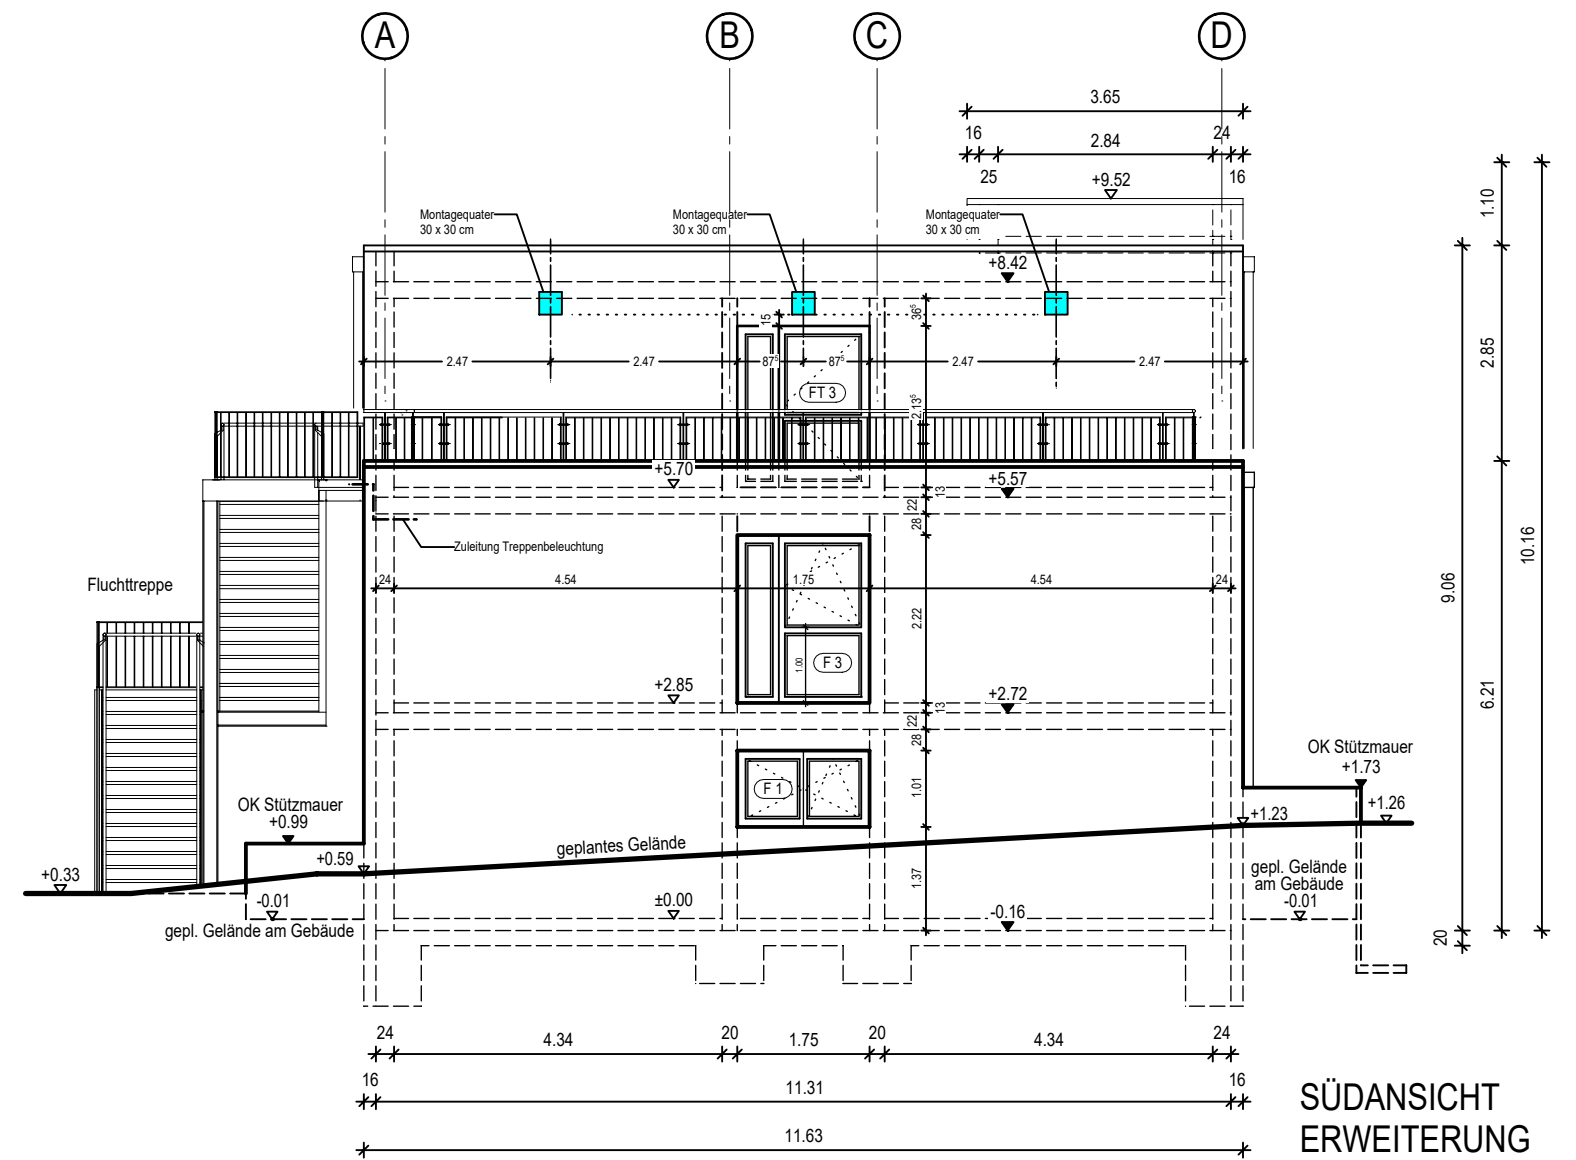 A
B
C
D
3.65
16
2.84
24
25
16
+9.52
Montagequater
30 x 30 cm
Montagequater
30 x 30 cm
Montagequater
30 x 30 cm
1.10
+8.42
36⁵
15
2.47
2.47
87⁵
87⁵
2.47
2.47
2.85
FT 3
2.13⁵
+5.70
+5.57
13
22
28
Zuleitung Treppenbeleuchtung
10.16
Fluchttreppe
24
4.54
1.75
4.54
24
9.06
2.22
1.00
F 3
+2.85
+2.72
13
22
28
6.21
OK Stützmauer
+1.73
F 1
1.01
OK Stützmauer
+0.99
+1.26
+1.23
geplantes Gelände
+0.59
+0.33
1.37
gepl. Gelände
am Gebäude
-0.01
-0.01
gepl. Gelände am Gebäude
±0.00
-0.16
20
24
4.34
20
1.75
20
4.34
24
16
11.31
16
11.63
SÜDANSICHT
ERWEITERUNG